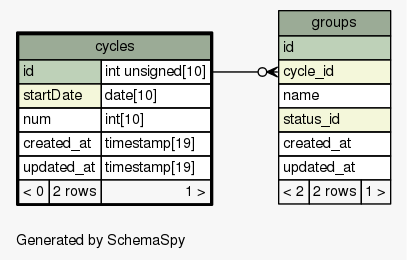 cycles
id int unsigned[10]
startDate date[10]
num int[10]
created_at timestamp[19]
updated_at timestamp[19]
< 0 2 rows 1 >
groups
id
cycle_id
name
status_id
created_at
updated_at
< 2 2 rows 1 >
Generated by SchemaSpy